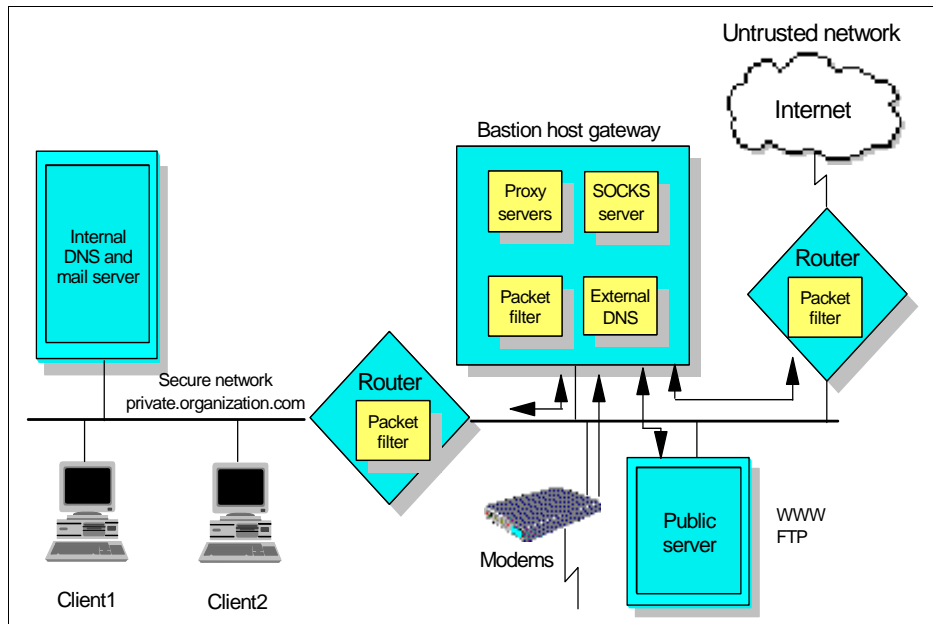 Untrusted network
Internet
Bastion host gateway
Proxy
servers
SOCKS
server
Packet
filter
External
DNS
Internal
DNS and
mail server
Router
Packet
filter
Secure network
private.organization.com
Router
Packet
filter
Client1
Client2
Modems
Public
server
WWW
FTP